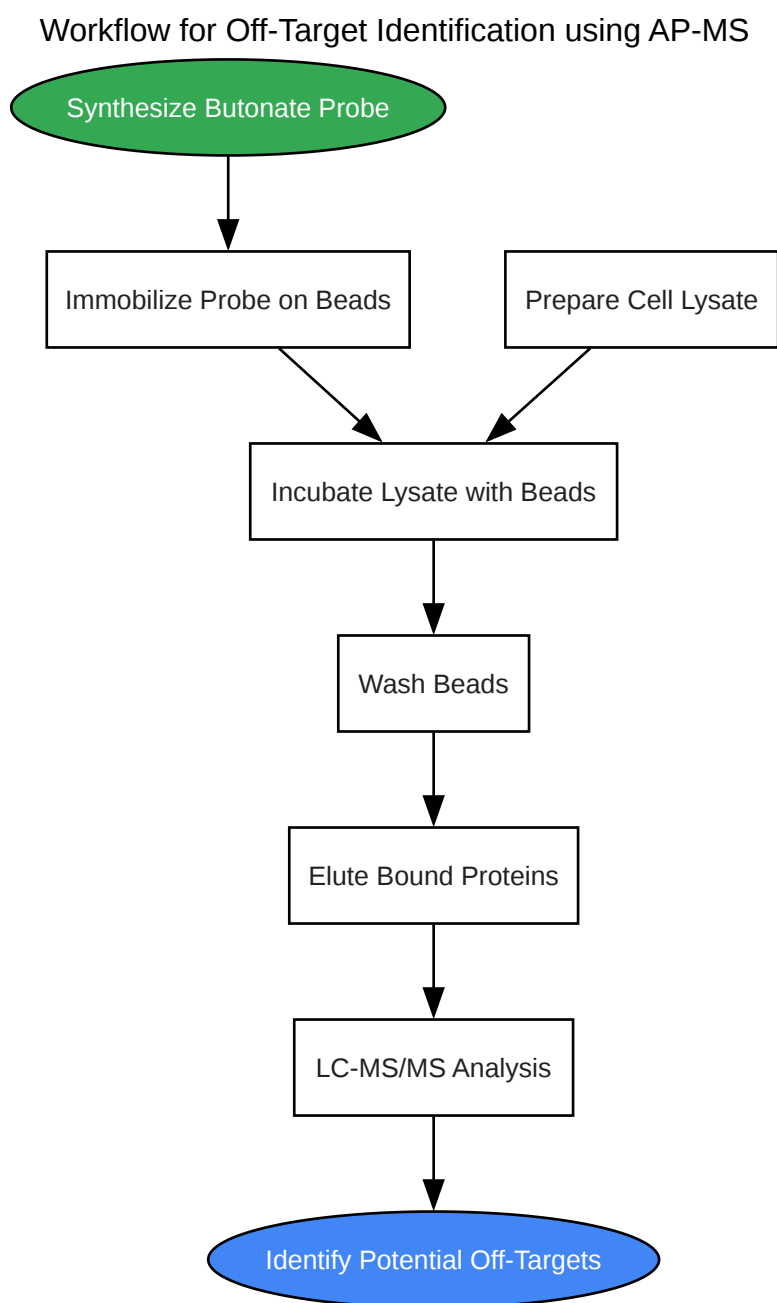 Workflow for Off-Target Identification using AP-MS
Synthesize Butonate Probe
Immobilize Probe on Beads
Prepare Cell Lysate
Incubate Lysate with Beads
Wash Beads
Elute Bound Proteins
LC-MS/MS Analysis
Identify Potential Off-Targets